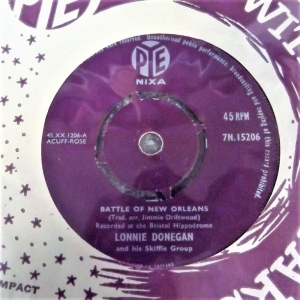 PYE
NIXA
45.XX.1206-A
ACUFF-ROSE
45 RPM
7N.15206
BATTLE OF NEW ORLEANS
(Trad. arr. Jimmie Driftwood)
Recorded at the Bristol Hippodrome
LONNIE DONEGAN
and his Skiffle Group
reserved. Unauthorised public performance, broadcasting and copying of this record prohibited.
MPACT